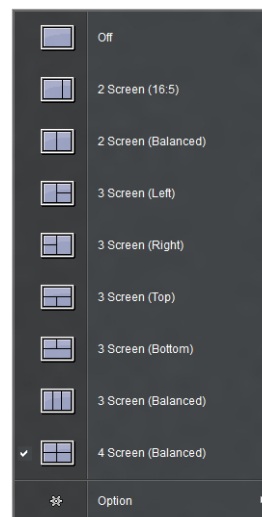 Off
2 Screen (16:5)
2 Screen (Balanced)
3 Screen (Left)
3 Screen (Right)
3 Screen (Top)
3 Screen (Bottom)
3 Screen (Balanced)
4 Screen (Balanced)
Option